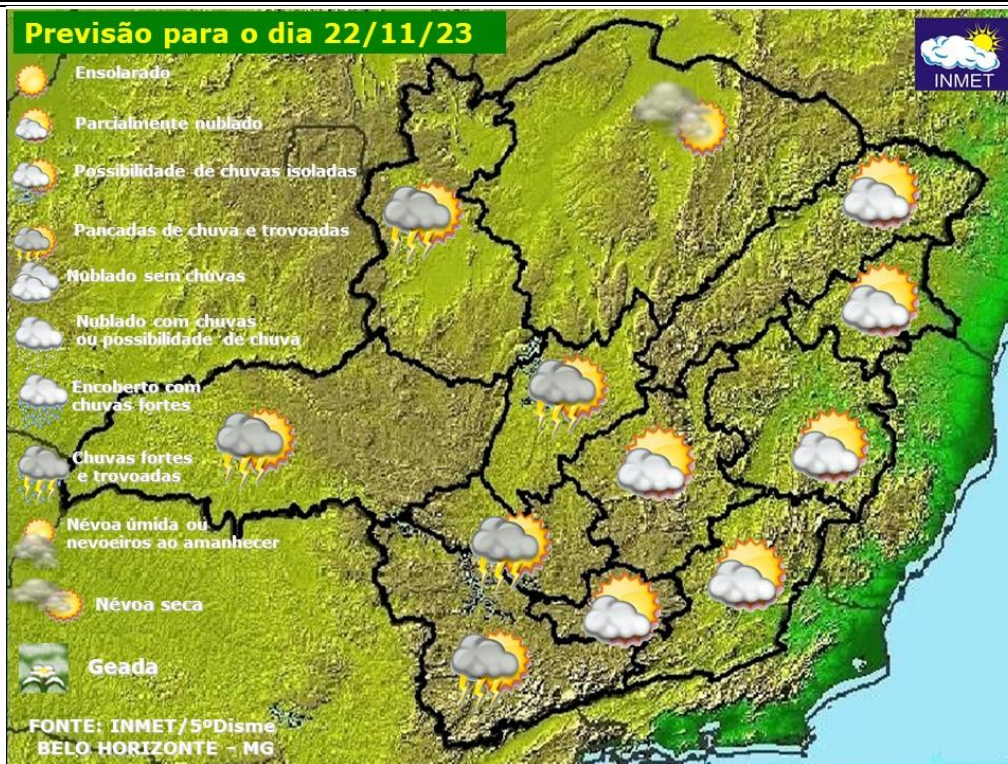 Previsão para o dia 22/11/23
INMET
Ensolarado
Parcialmente nublado
Possibilidade de chuvas isoladas
Pancadas de chuva e trovoadas
Nublado sem chuvas
Nublado com chuvas
ou possibilidade de chuva
Encoberto com
chuvas fortes
Chuvas fortes
e trovoadas
Névoa úmida ou
nevoeiros ao amanhecer
Névoa seca
Geada
FONTE: INMET/5ºDisme
BELO HORIZONTE - MG